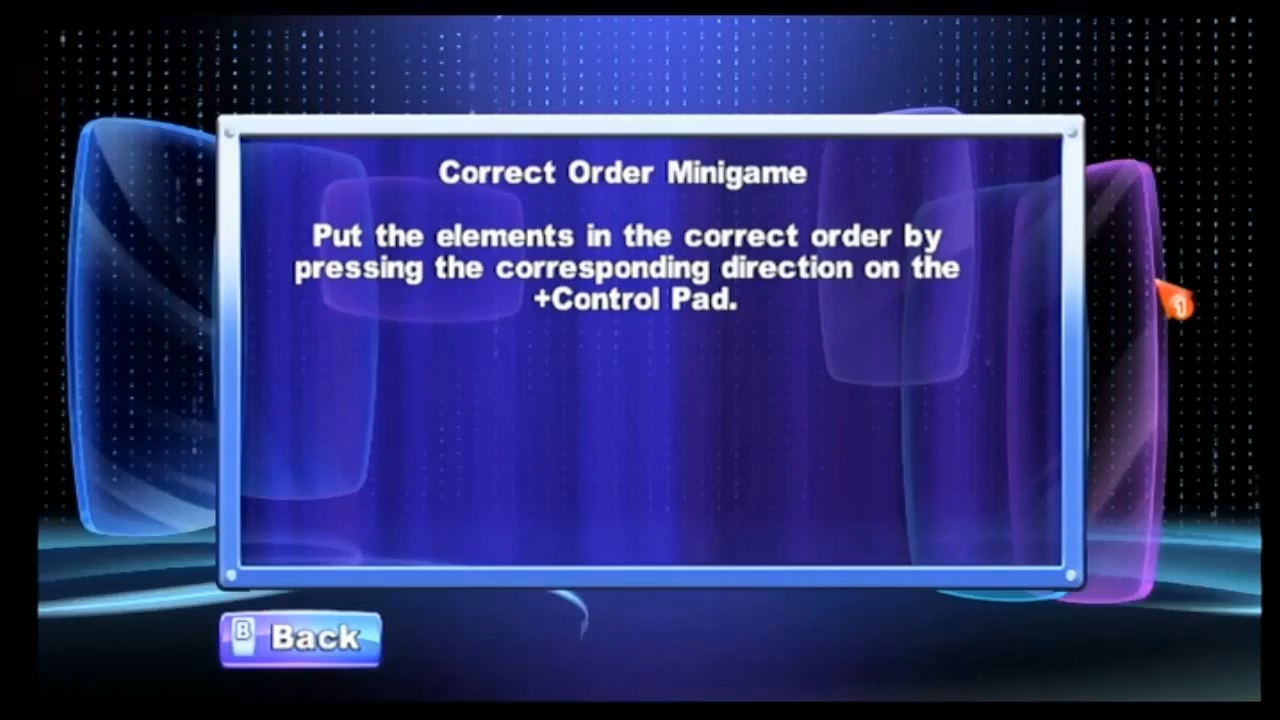 Correct Order Minigame
Put the elements in the correct order by
pressing the corresponding direction on the
+Control Pad.
1
B Back